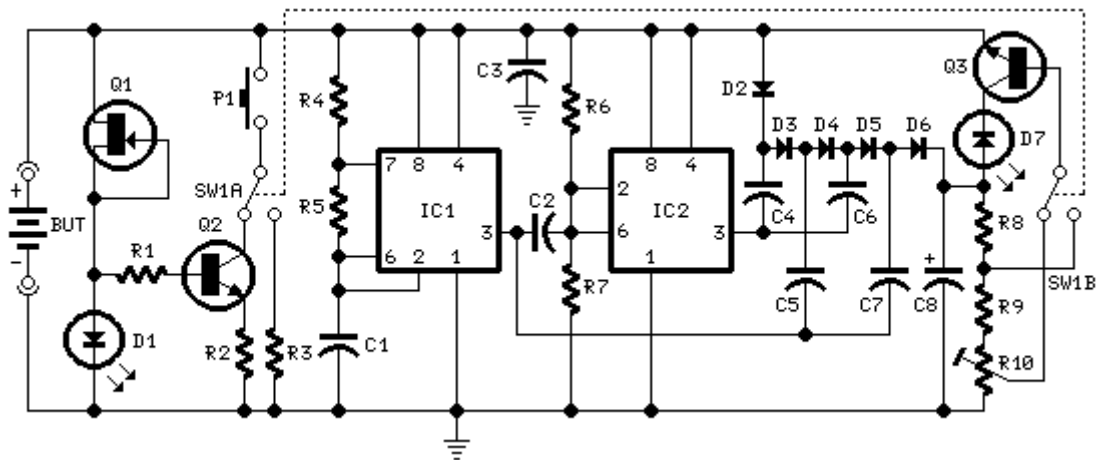 Q1
P1
R4
C3
R6
D2
Q3
D3 D4 D5 D6
D7
7 8 4
8 4
+
BUT
-
SW1A
R5
IC1
C2
2
IC2
C4
C6
R8
Q2
3
6
3
R1
6 2 1
1
R7
+
SW1B
C5 C7 C8
R9
D1
R2
R3
C1
R10